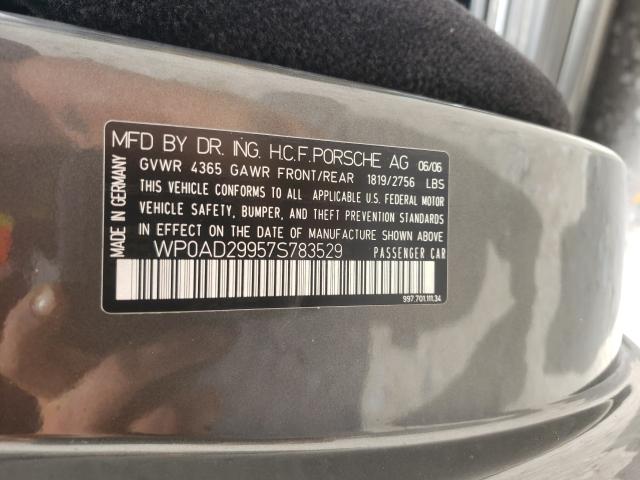 MFD BY DR. ING. H.C.F.PORSCHE AG 06/06
GVWR 4365 GAWR FRONT/REAR 1819/2756 LBS
THIS VEHICLE CONFORMS TO ALL APPLICABLE U.S. FEDERAL MOTOR
VEHICLE SAFETY, BUMPER, AND THEFT PREVENTION STANDARDS
IN EFFECT ON THE DATE OF MANUFACTURE SHOWN ABOVE
WP0AD29957S783529 PASSENGER CAR
997.701.111.34
MADE IN GERMANY